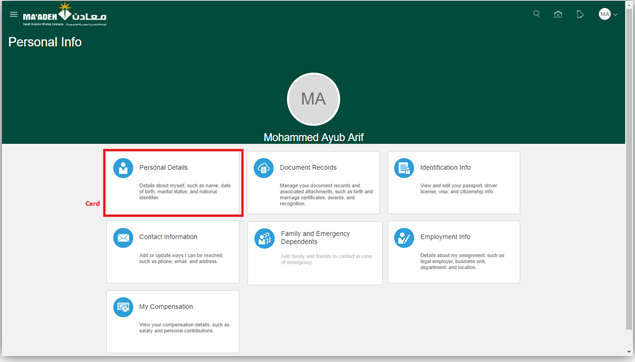 MA'ADEN معادن
Saudi Arabian Mining Company
MA
Personal Info
MA
Mohammed Ayub Arif
Card
Personal Details
Details about myself, such as name, date
of birth, marital status, and national
identifier.
Document Records
Manage your document records and
associated attachments, such as birth and
marriage certificates, awards, and
recognition.
Identification Info
View and edit your passport, driver
license, visa, and citizenship info
Contact Information
Add or update ways I can be reached,
such as phone, email, and address.
Family and Emergency
Dependents
Add family and friends to contact in case
of emergency.
Employment Info
Details about my assignment, such as
legal employer, business unit,
department, and location.
My Compensation
View your compensation details, such as
salary and personal contributions.